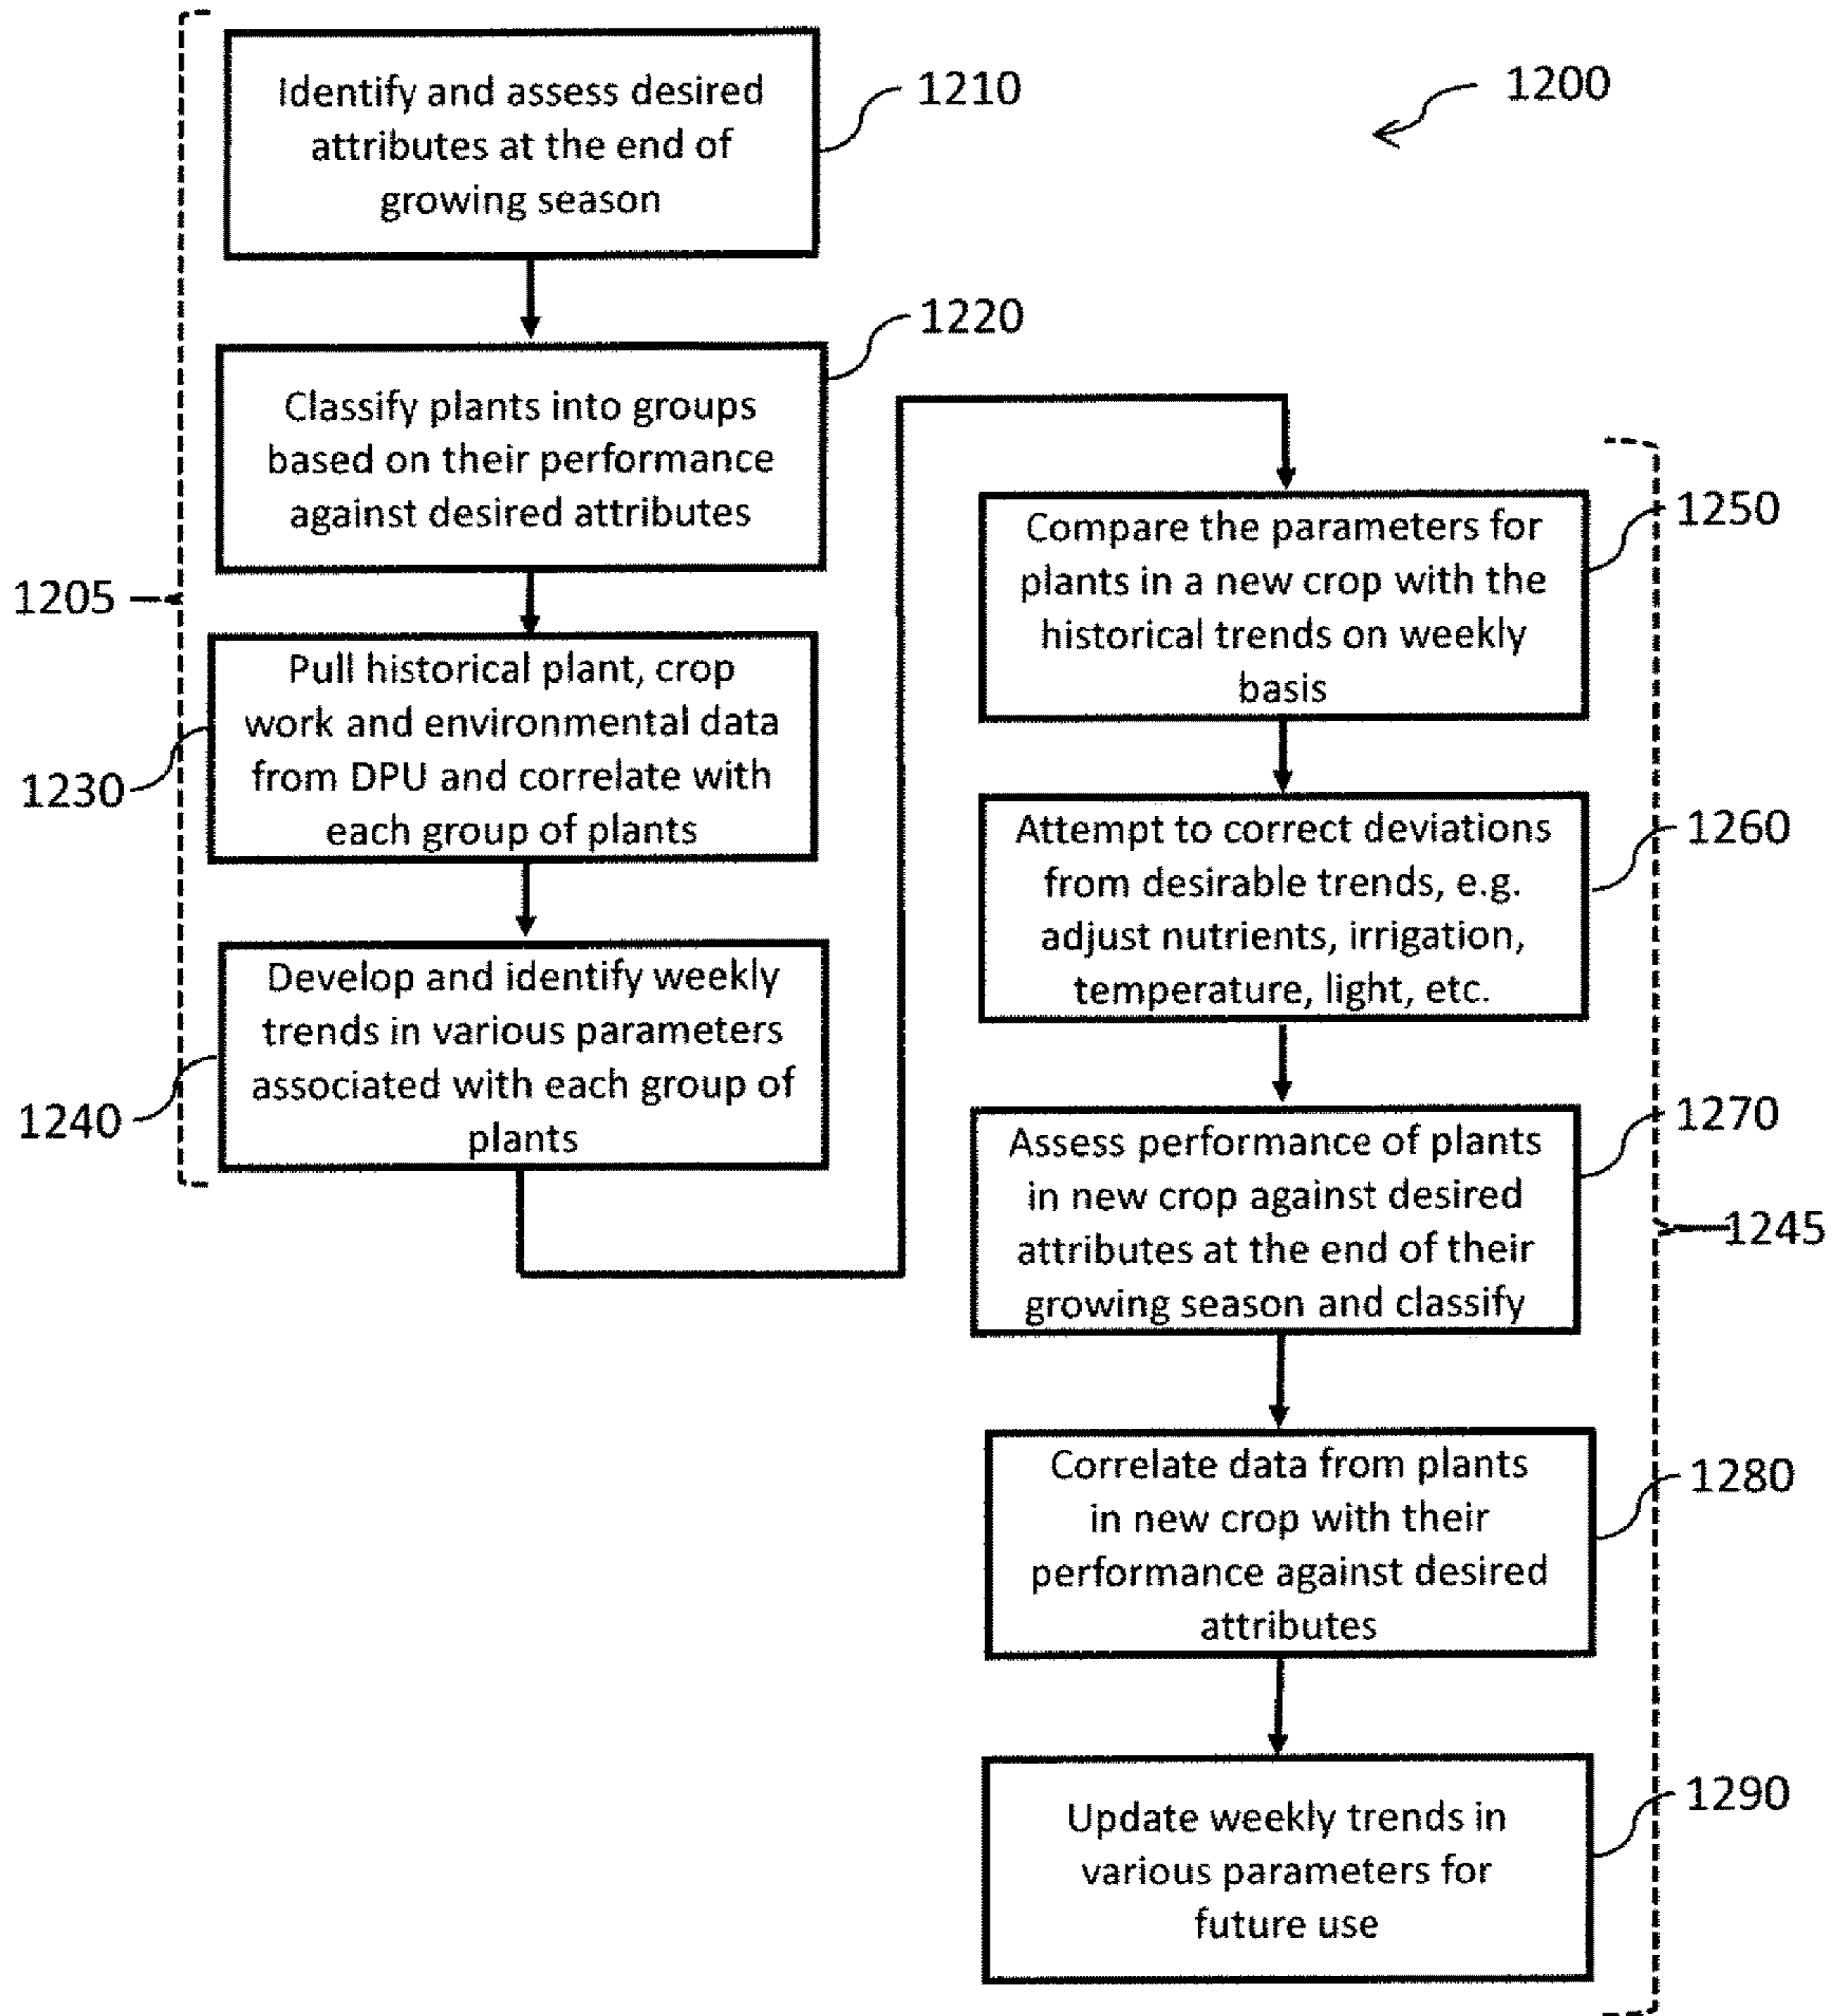 1200
1205
Identify and assess desired
attributes at the end of
growing season
1210
Classify plants into groups
based on their performance
against desired attributes
1220
Pull historical plant, crop
work and environmental data
from DPU and correlate with
each group of plants
1230
Develop and identify weekly
trends in various parameters
associated with each group of
plants
1240
1245
Compare the parameters for
plants in a new crop with the
historical trends on weekly
basis
1250
Attempt to correct deviations
from desirable trends, e.g.
adjust nutrients, irrigation,
temperature, light, etc.
1260
Assess performance of plants
in new crop against desired
attributes at the end of their
growing season and classify
1270
Correlate data from plants
in new crop with their
performance against desired
attributes
1280
Update weekly trends in
various parameters for
future use
1290